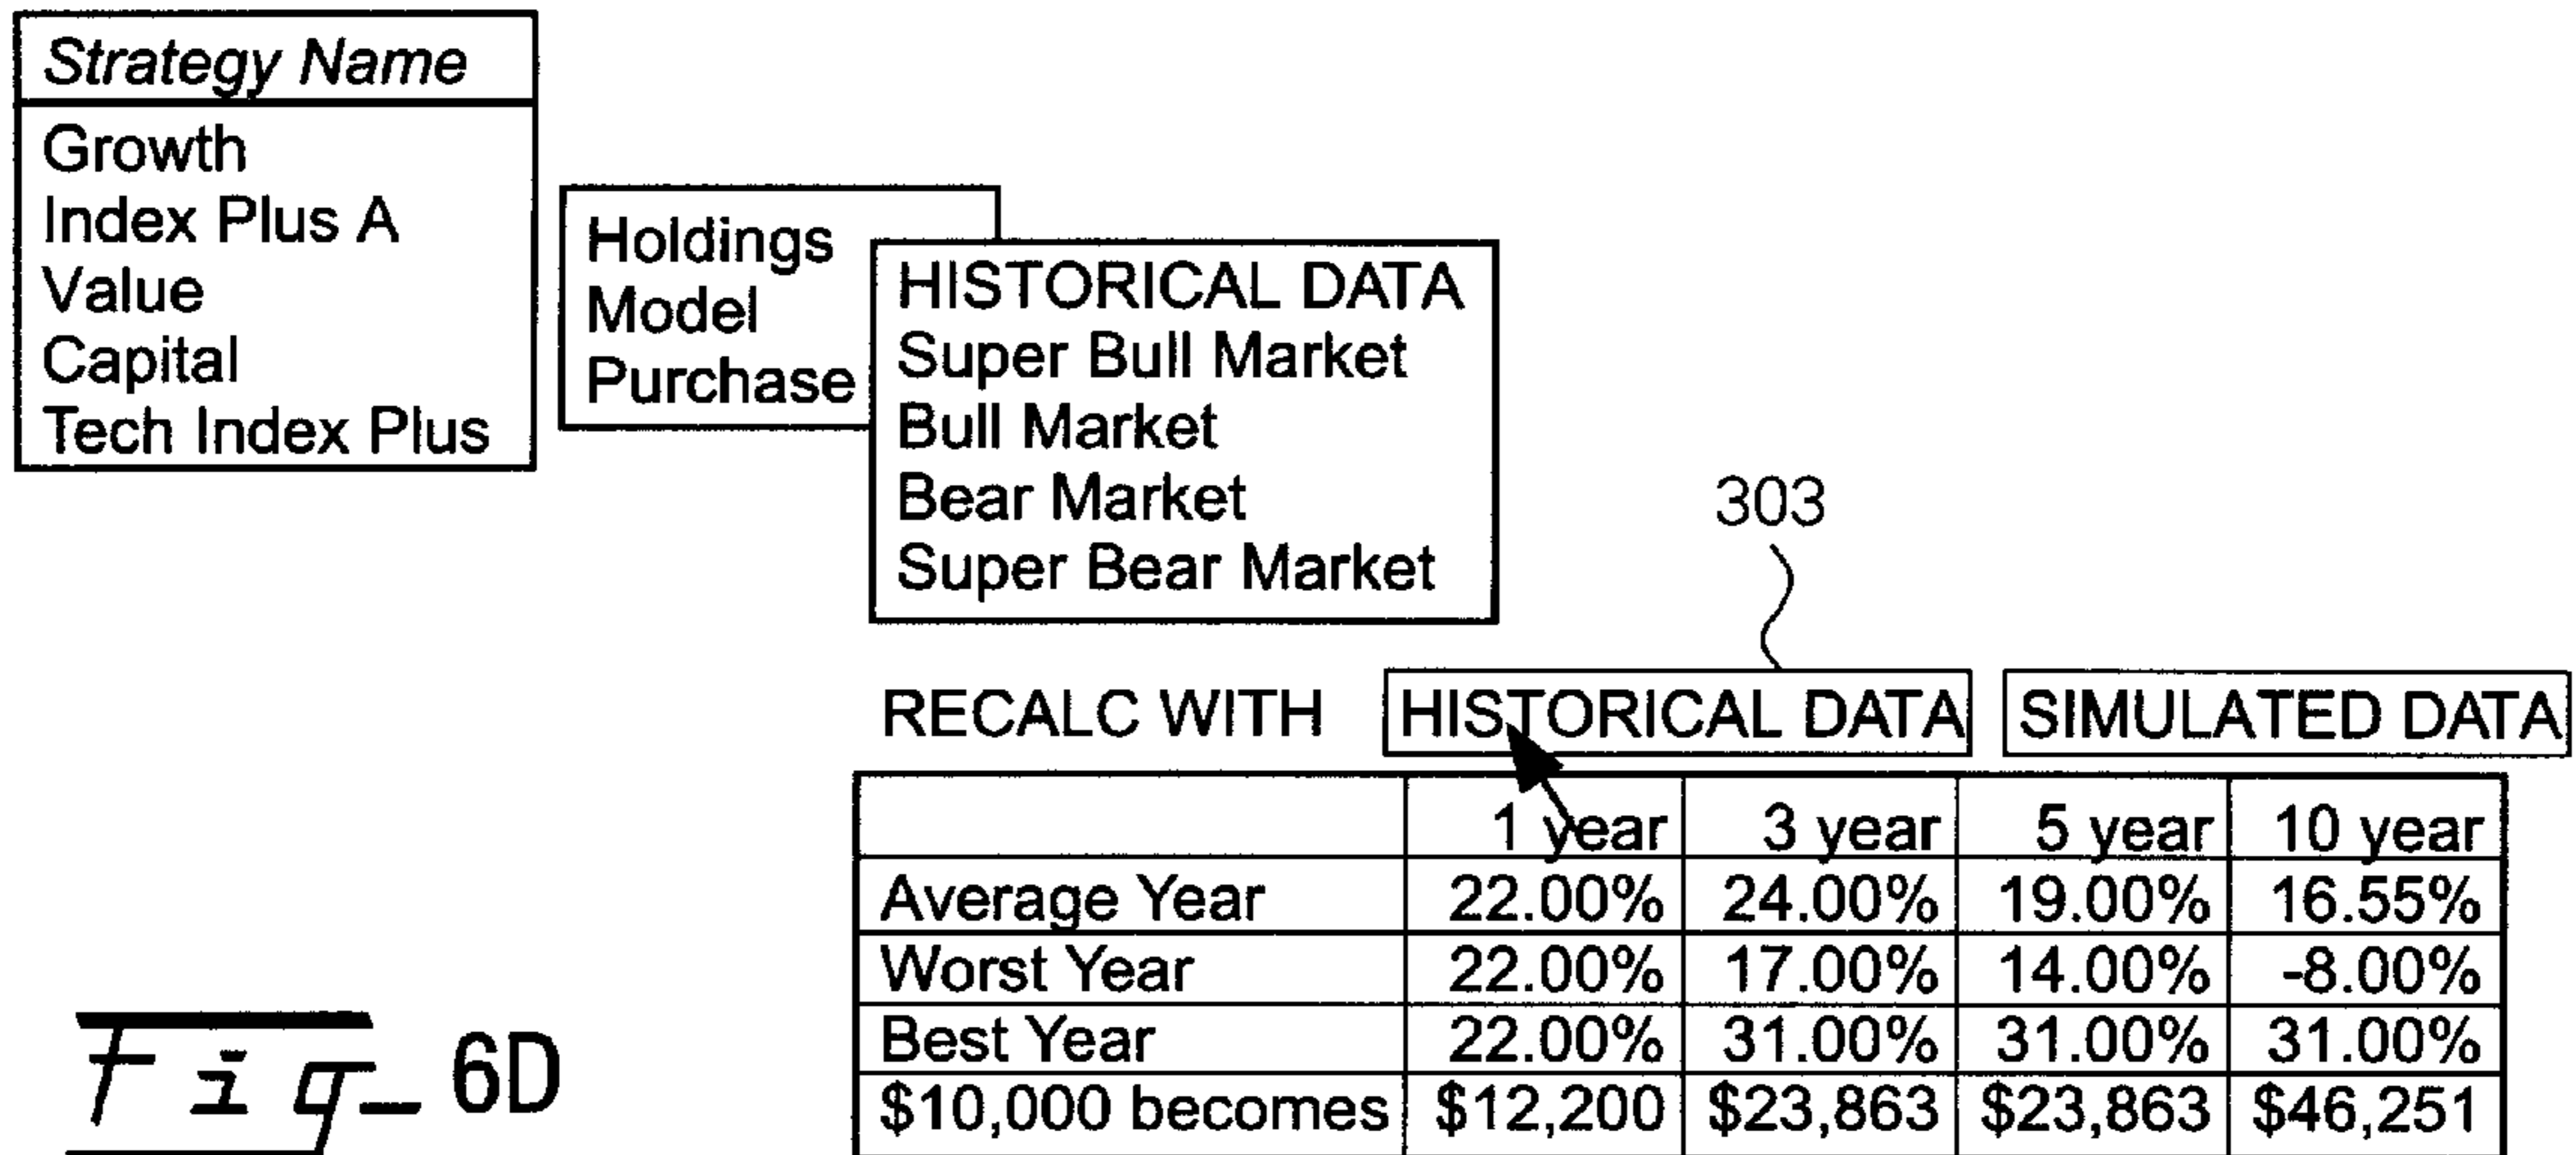 Strategy Name
Growth
Index Plus A
Value
Capital
Tech Index Plus
Holdings
Model
Purchase
HISTORICAL DATA
Super Bull Market
Bull Market
Bear Market
Super Bear Market
303
RECALC WITH HISTORICAL DATA SIMULATED DATA
1 year 3 year 5 year 10 year
Average Year 22.00% 24.00% 19.00% 16.55%
Worst Year 22.00% 17.00% 14.00% -8.00%
Best Year 22.00% 31.00% 31.00% 31.00%
$10,000 becomes $12,200 $23,863 $23,863 $46,251
Fig_ 6D